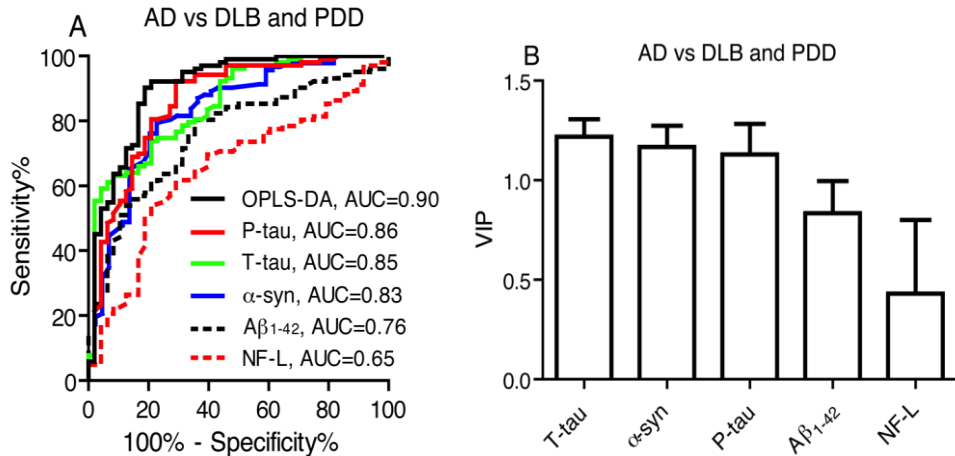 A
AD vs DLB and PDD
Sensitivity%
100
80
60
40
20
0
OPLS-DA, AUC=0.90
P-tau, AUC=0.86
T-tau, AUC=0.85
α-syn, AUC=0.83
Aβ₁₋₄₂, AUC=0.76
NF-L, AUC=0.65
0 20 40 60 80 100
100% - Specificity%
B
AD vs DLB and PDD
VIP
1.5
1.0
0.5
0.0
T-tau α-syn P-tau Aβ₁₋₄₂ NF-L